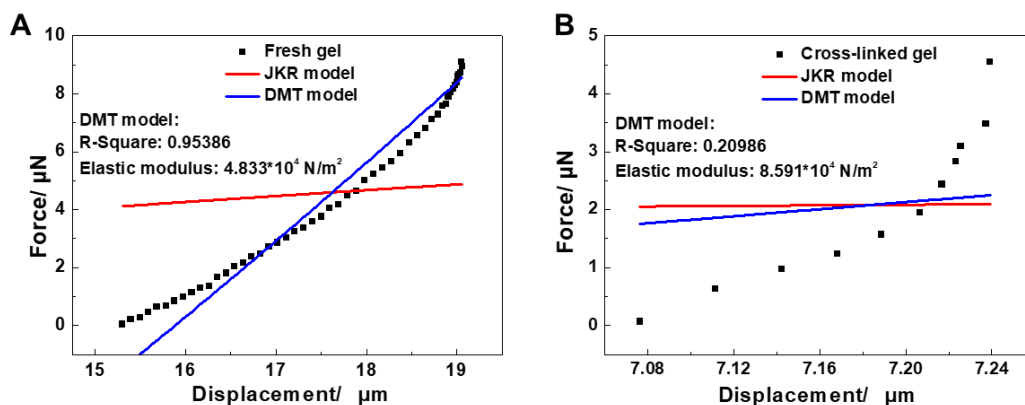 A
Fresh gel
JKR model
DMT model
DMT model:
R-Square: 0.95386
Elastic modulus: 4.833*10⁴ N/m²
10
8
6
4
2
0
15
16
17
18
19
Force/ μN
Displacement/ μm
B
Cross-linked gel
JKR model
DMT model
DMT model:
R-Square: 0.20986
Elastic modulus: 8.591*10⁴ N/m²
5
4
3
2
1
0
7.08
7.12
7.16
7.20
7.24
Force/ μN
Displacement/ μm